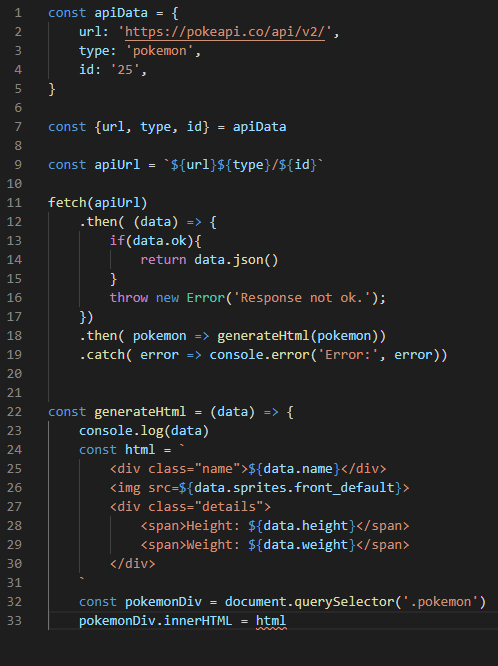 1 const apiData = {
2     url: 'https://pokeapi.co/api/v2/',
3     type: 'pokemon',
4     id: '25',
5 }
6
7 const {url, type, id} = apiData
8
9 const apiUrl = `${url}${type}/${id}`
10
11 fetch(apiUrl)
12     .then( (data) => {
13         if(data.ok){
14             return data.json()
15         }
16         throw new Error('Response not ok.');
17     })
18     .then( pokemon => generateHtml(pokemon))
19     .catch( error => console.error('Error:', error))
20
21
22 const generateHtml = (data) => {
23     console.log(data)
24     const html = `
25         <div class="name">${data.name}</div>
26         <img src=${data.sprites.front_default}>
27         <div class="details">
28             <span>Height: ${data.height}</span>
29             <span>Weight: ${data.weight}</span>
30         </div>
31     `
32     const pokemonDiv = document.querySelector('.pokemon')
33     pokemonDiv.innerHTML = html